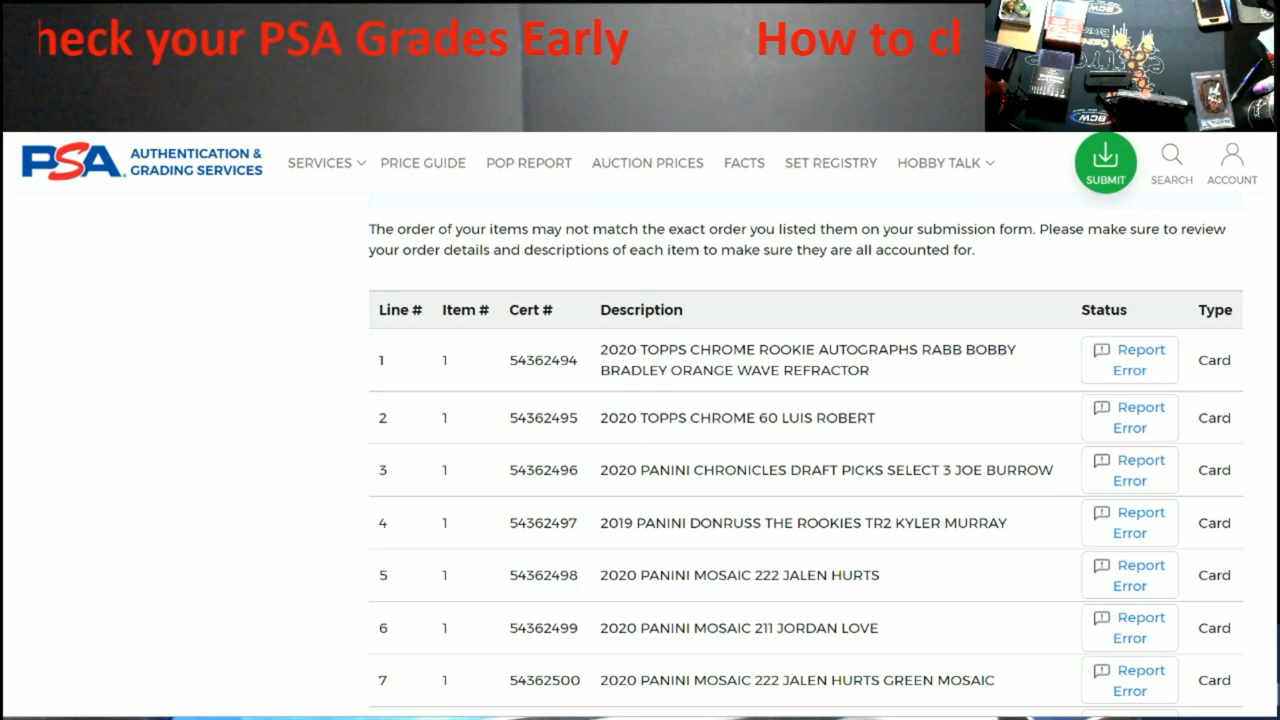 heck your PSA Grades Early How to cl
BCW
BCW
PSA AUTHENTICATION &
GRADING SERVICES
SERVICES
PRICE GUIDE
POP REPORT
AUCTION PRICES
FACTS
SET REGISTRY
HOBBY TALK
SUBMIT
SEARCH
ACCOUNT
The order of your items may not match the exact order you listed them on your submission form. Please make sure to review
your order details and descriptions of each item to make sure they are all accounted for.
Line # Item # Cert # Description Status Type
1 1 54362494 2020 TOPPS CHROME ROOKIE AUTOGRAPHS RABB BOBBY
BRADLEY ORANGE WAVE REFRACTOR
Report
Error
Card
2 1 54362495 2020 TOPPS CHROME 60 LUIS ROBERT
Report
Error
Card
3 1 54362496 2020 PANINI CHRONICLES DRAFT PICKS SELECT 3 JOE BURROW
Report
Error
Card
4 1 54362497 2019 PANINI DONRUSS THE ROOKIES TR2 KYLER MURRAY
Report
Error
Card
5 1 54362498 2020 PANINI MOSAIC 222 JALEN HURTS
Report
Error
Card
6 1 54362499 2020 PANINI MOSAIC 211 JORDAN LOVE
Report
Error
Card
7 1 54362500 2020 PANINI MOSAIC 222 JALEN HURTS GREEN MOSAIC
Report
Error
Card